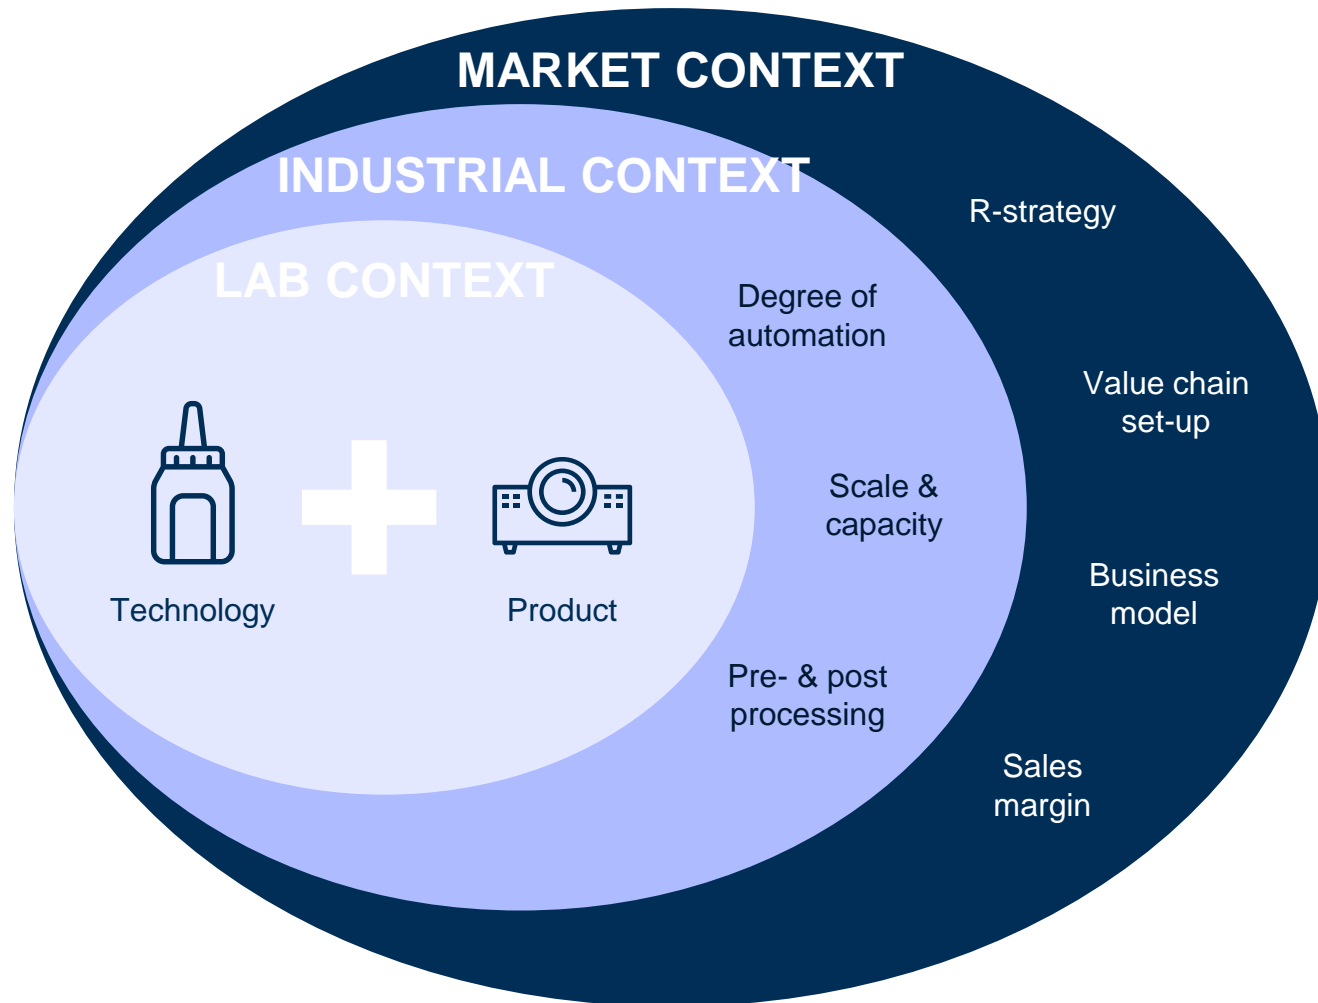 MARKET CONTEXT
INDUSTRIAL CONTEXT
LAB CONTEXT
R-strategy
Degree of
automation
Value chain
set-up
Scale &
capacity
Business
model
Technology
Product
Pre- & post
processing
Sales
margin